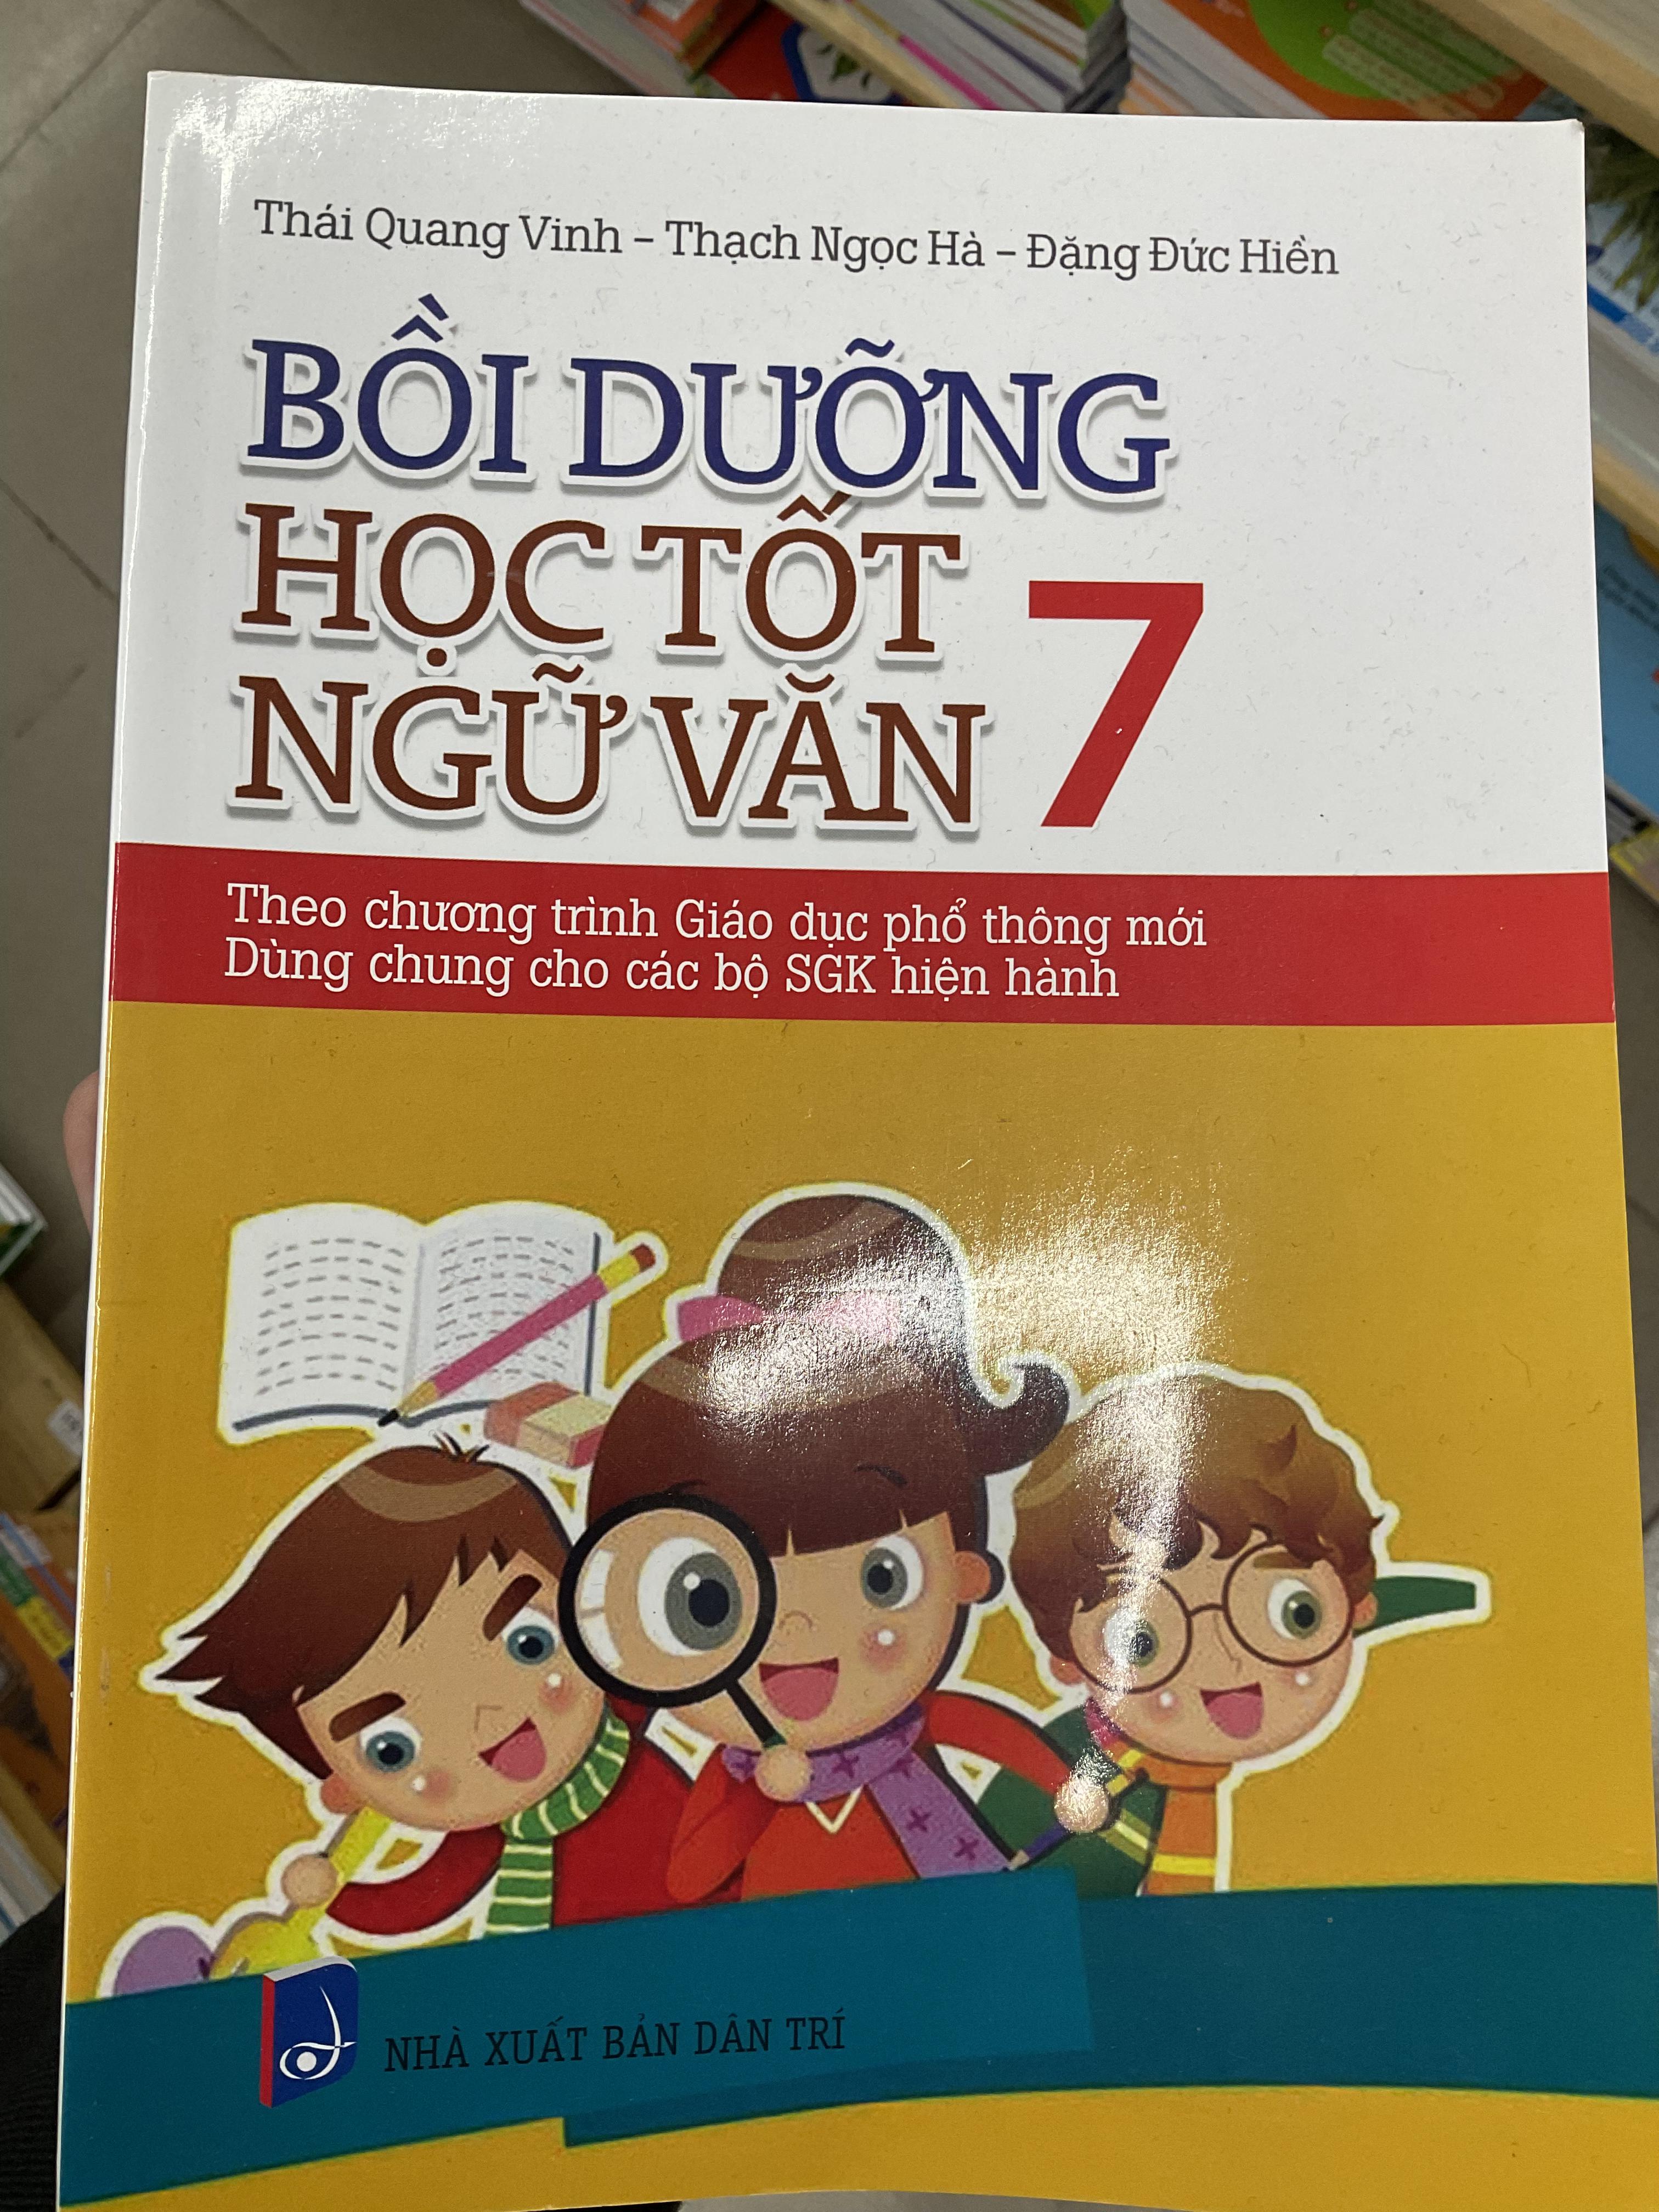 Thái Quang Vinh – Thạch Ngọc Hà – Đặng Đức Hiền
BỒI DƯỠNG
HỌC TỐT
NGỮ VĂN 7
Theo chương trình Giáo dục phổ thông mới
Dùng chung cho các bộ SGK hiện hành
NHÀ XUẤT BẢN DÂN TRÍ